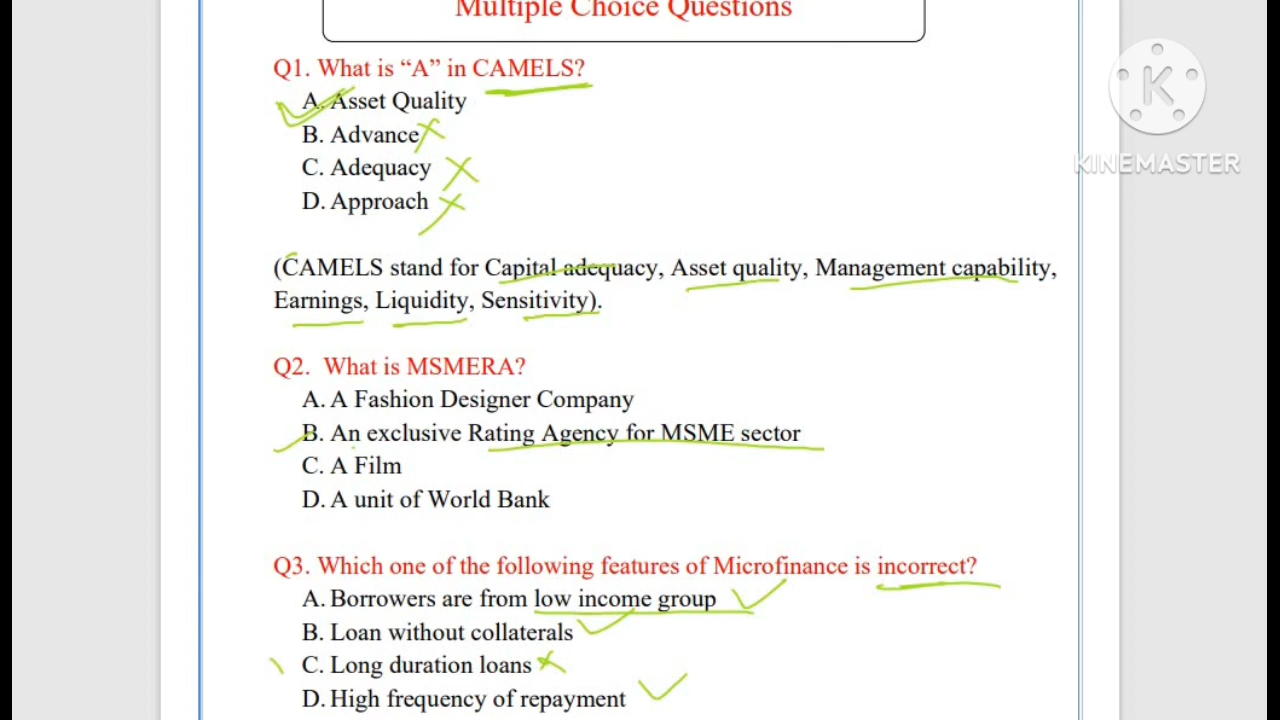 Multiple Choice Questions
Q1. What is “A” in CAMELS?
A. Asset Quality
B. Advance
C. Adequacy
D. Approach
(CAMELS stand for Capital adequacy, Asset quality, Management capability,
Earnings, Liquidity, Sensitivity).
Q2. What is MSMERA?
A. A Fashion Designer Company
B. An exclusive Rating Agency for MSME sector
C. A Film
D. A unit of World Bank
Q3. Which one of the following features of Microfinance is incorrect?
A. Borrowers are from low income group
B. Loan without collaterals
C. Long duration loans
D. High frequency of repayment
K
KINEMASTER